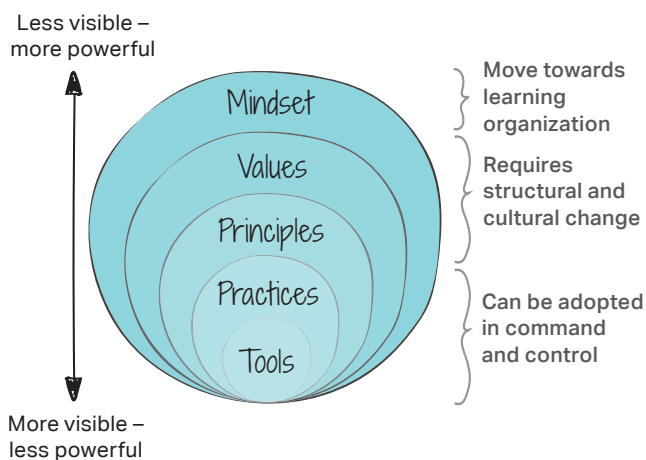 Less visible –
more powerful
Mindset
Values
Principles
Practices
Tools
More visible –
less powerful
Move towards
learning
organization
Requires
structural and
cultural change
Can be adopted
in command
and control